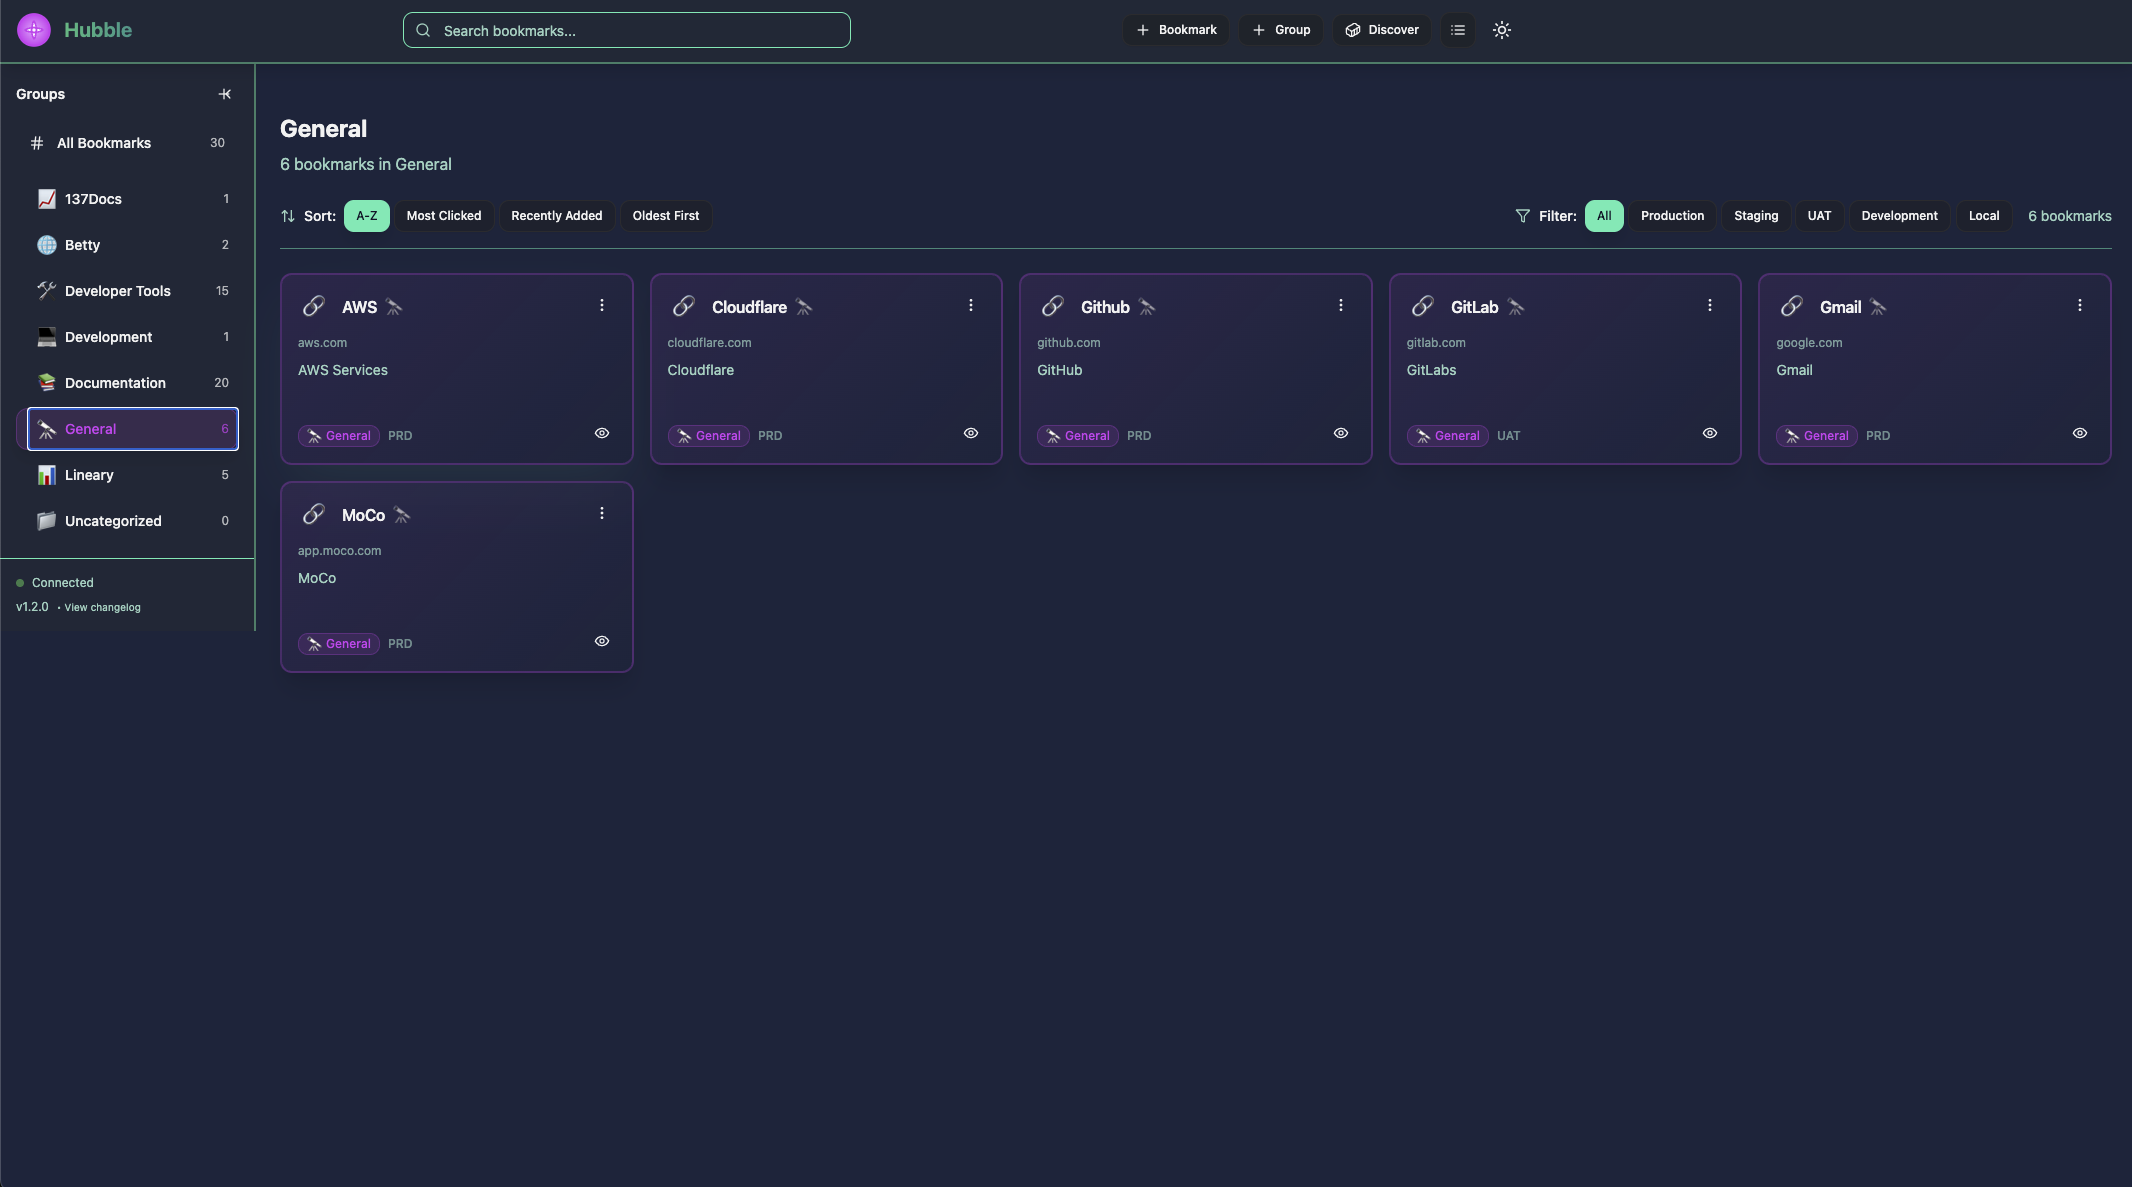 Hubble
Search bookmarks...
Bookmark
Group
Discover
Groups
All Bookmarks 30
137Docs 1
Betty 2
Developer Tools 15
Development 1
Documentation 20
General 6
Lineary 5
Uncategorized 0
Connected
v1.2.0 • View changelog
General
6 bookmarks in General
Sort: A-Z Most Clicked Recently Added Oldest First
Filter: All Production Staging UAT Development Local 6 bookmarks
AWS
aws.com
AWS Services
General PRD
Cloudflare
cloudflare.com
Cloudflare
General PRD
Github
github.com
GitHub
General PRD
GitLab
gitlab.com
GitLabs
General UAT
Gmail
google.com
Gmail
General PRD
MoCo
app.moco.com
MoCo
General PRD